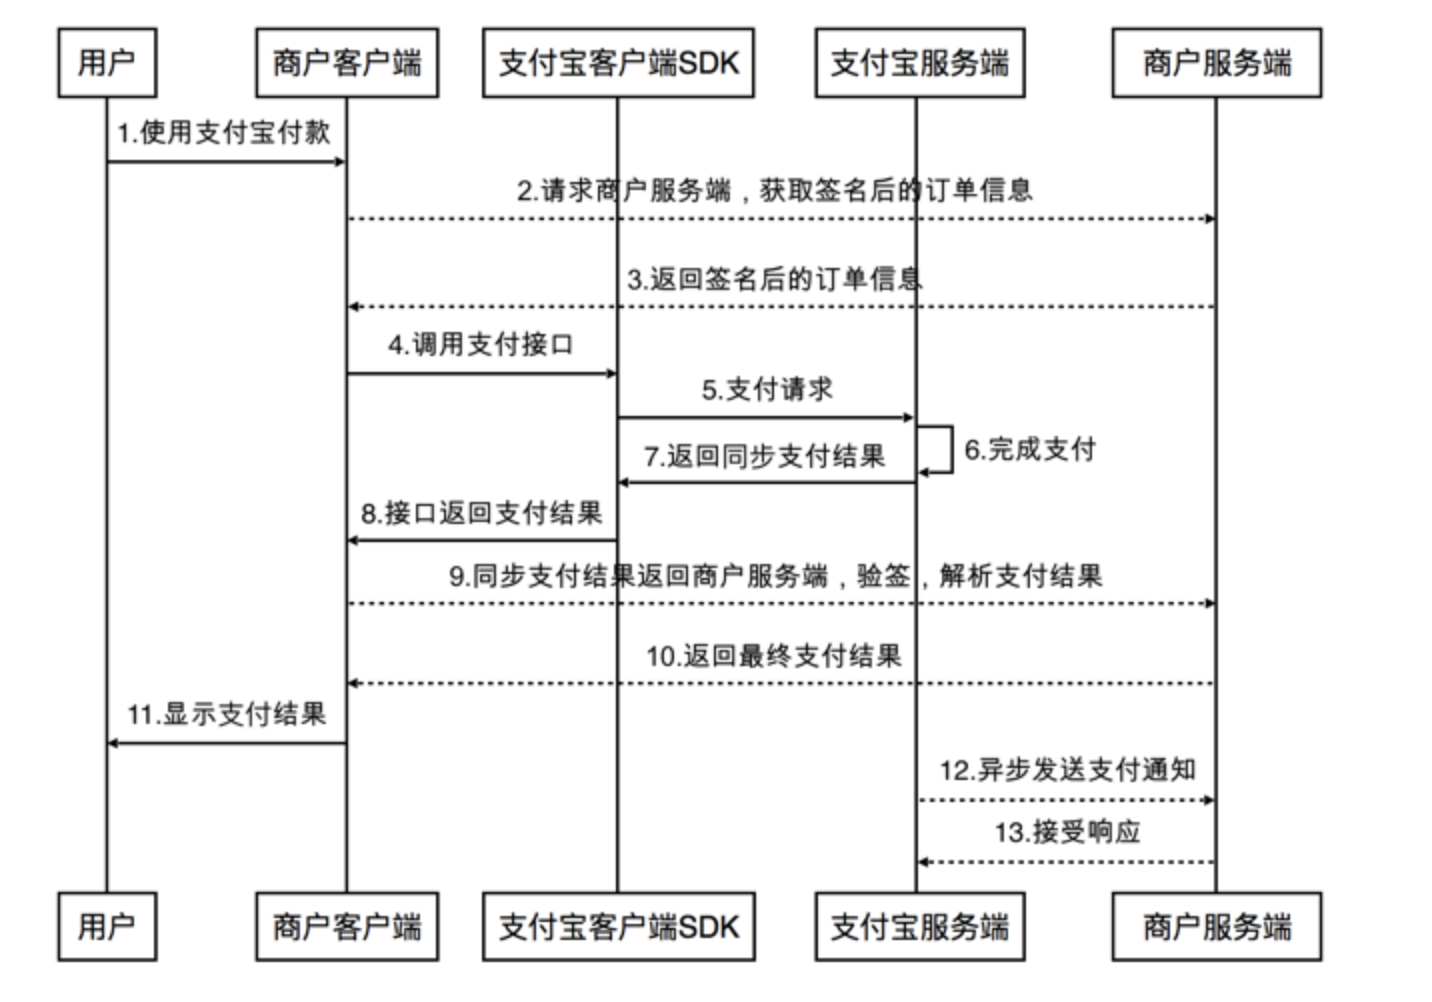 用户
商户客户端
支付宝客户端SDK
支付宝服务端
商户服务端
1.使用支付宝付款
2.请求商户服务端，获取签名后的订单信息
3.返回签名后的订单信息
4.调用支付接口
5.支付请求
6.完成支付
7.返回同步支付结果
8.接口返回支付结果
9.同步支付结果返回商户服务端，验签，解析支付结果
10.返回最终支付结果
11.显示支付结果
12.异步发送支付通知
13.接受响应
用户
商户客户端
支付宝客户端SDK
支付宝服务端
商户服务端